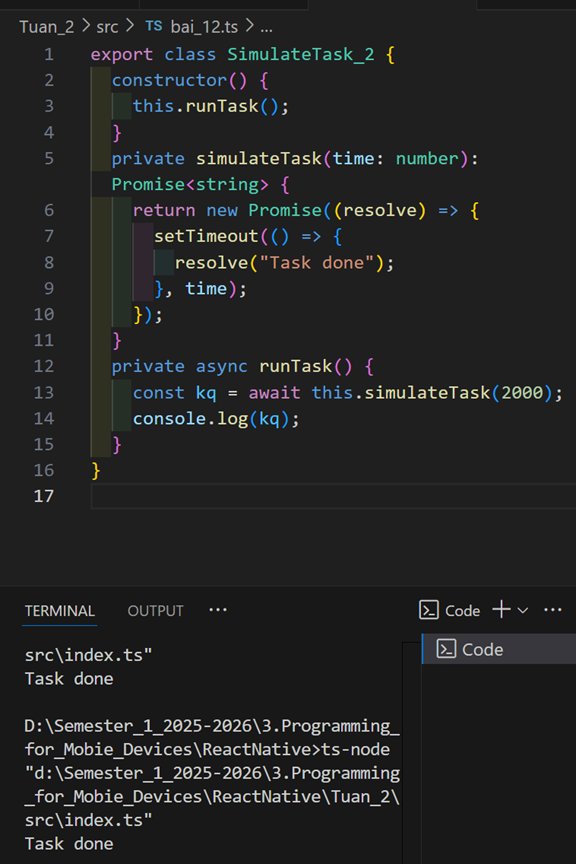 Tuan_2 > src > TS bai_12.ts > ...
1 export class SimulateTask_2 {
2 constructor() {
3 this.runTask();
4 }
5 private simulateTask(time: number):
Promise<string> {
6 return new Promise((resolve) => {
7 setTimeout(() => {
8 resolve("Task done");
9 }, time);
10 });
11 }
12 private async runTask() {
13 const kq = await this.simulateTask(2000);
14 console.log(kq);
15 }
16 }
17
TERMINAL OUTPUT ... Code ...
Code
src\index.ts"
Task done
D:\Semester_1_2025-2026\3.Programming_
for_Mobie_Devices\ReactNative>ts-node
"d:\Semester_1_2025-2026\3.Programming
_for_Mobie_Devices\ReactNative\Tuan_2\
src\index.ts"
Task done